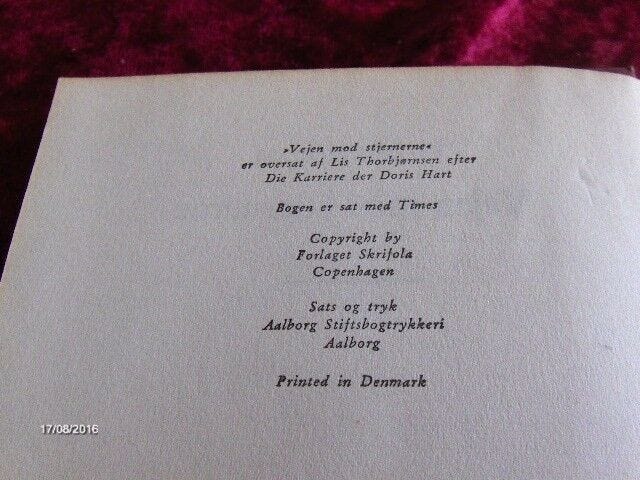 »Vejen mod stjernerne«
er oversat af Lis Thorbjørnsen efter
Die Karriere der Doris Hart
Bogen er sat med Times
Copyright by
Forlaget Skrifola
Copenhagen
Sats og tryk
Aalborg Stiftsbogtrykkeri
Aalborg
Printed in Denmark
17/08/2016